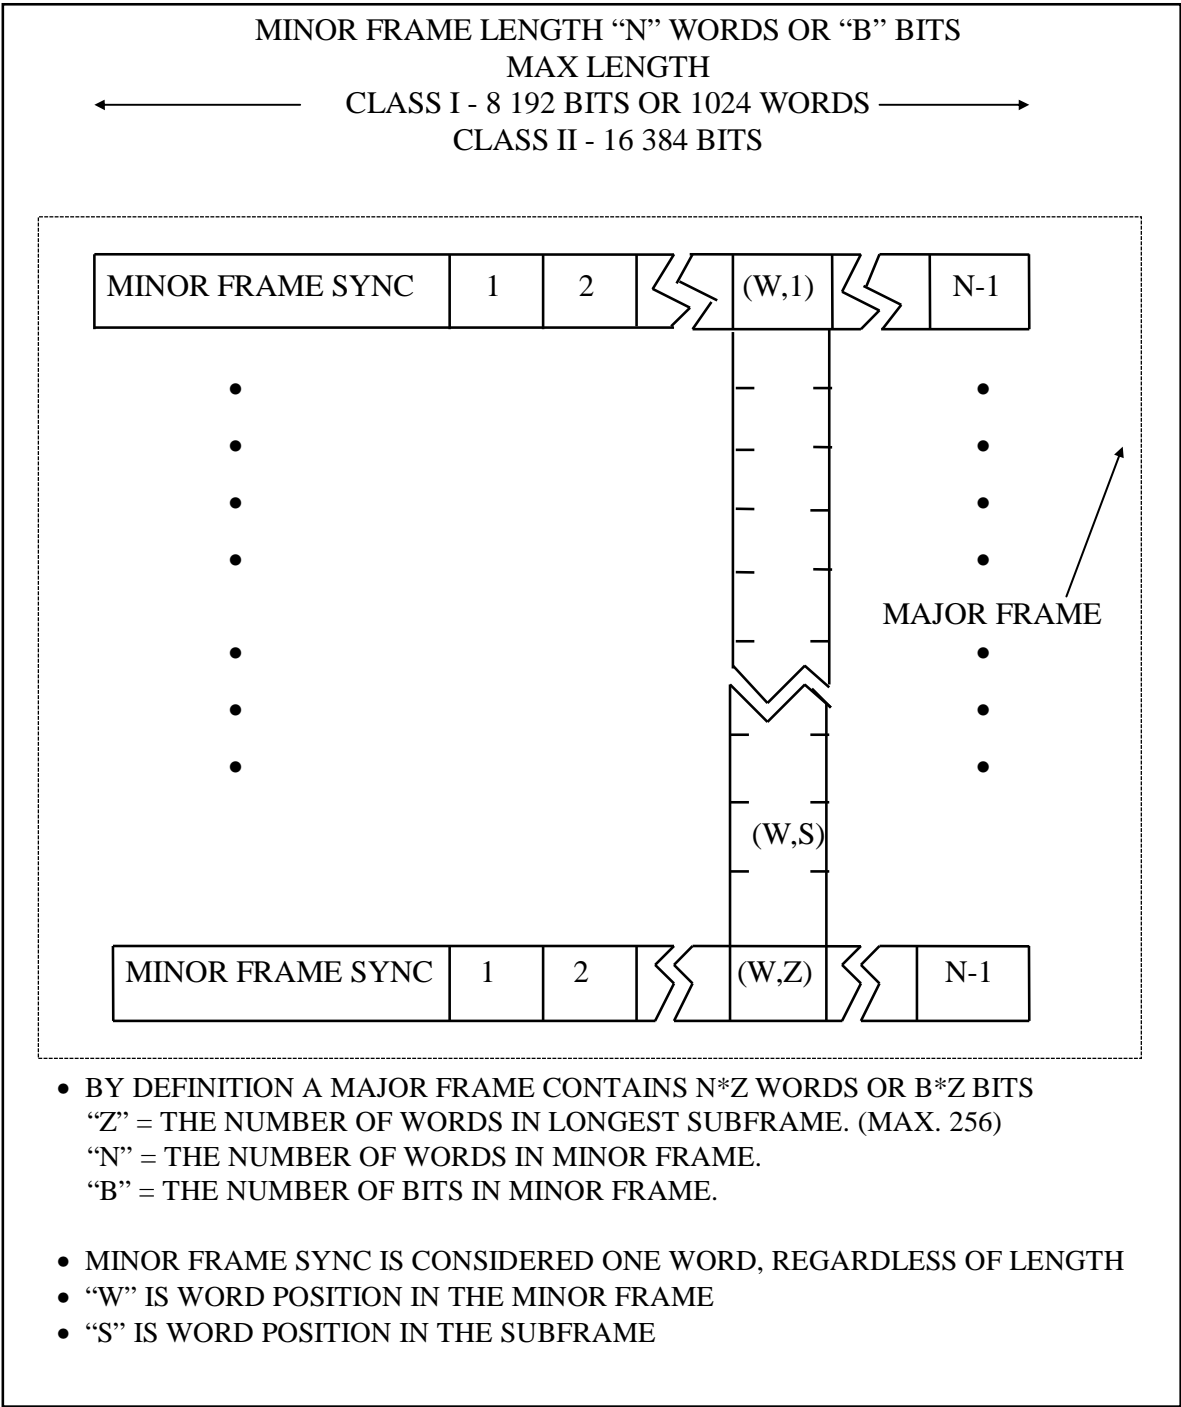 MINOR FRAME LENGTH “N” WORDS OR “B” BITS
MAX LENGTH
CLASS I - 8 192 BITS OR 1024 WORDS
CLASS II - 16 384 BITS
MINOR FRAME SYNC 1 2 (W,1) N-1
MAJOR FRAME
(W,S)
MINOR FRAME SYNC 1 2 (W,Z) N-1
• BY DEFINITION A MAJOR FRAME CONTAINS N*Z WORDS OR B*Z BITS
“Z” = THE NUMBER OF WORDS IN LONGEST SUBFRAME. (MAX. 256)
“N” = THE NUMBER OF WORDS IN MINOR FRAME.
“B” = THE NUMBER OF BITS IN MINOR FRAME.
• MINOR FRAME SYNC IS CONSIDERED ONE WORD, REGARDLESS OF LENGTH
• “W” IS WORD POSITION IN THE MINOR FRAME
• “S” IS WORD POSITION IN THE SUBFRAME